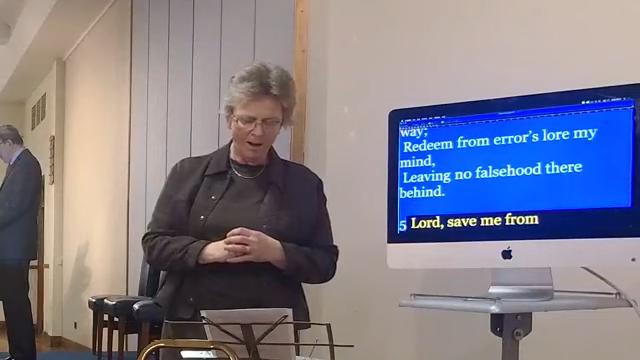 way;
Redeem from error's lore my
mind,
Leaving no falsehood there
behind.
5 Lord, save me from